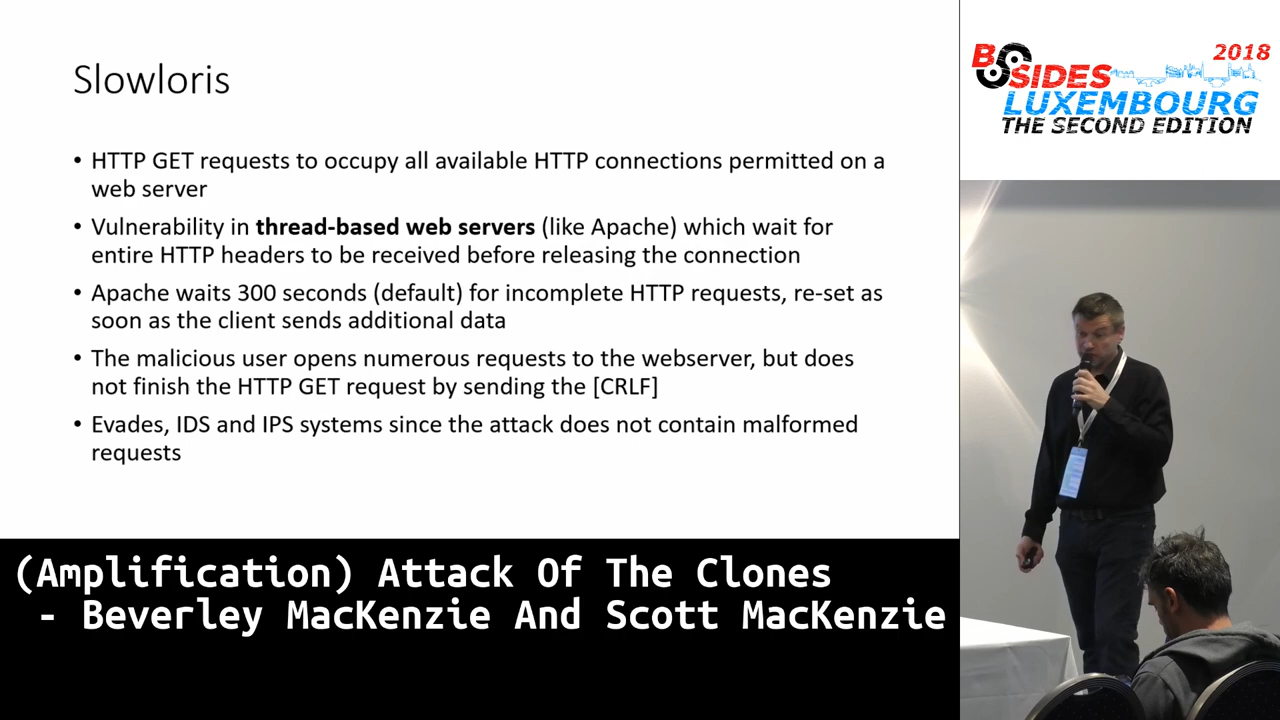 Slowloris
• HTTP GET requests to occupy all available HTTP connections permitted on a
web server
• Vulnerability in thread-based web servers (like Apache) which wait for
entire HTTP headers to be received before releasing the connection
• Apache waits 300 seconds (default) for incomplete HTTP requests, re-set as
soon as the client sends additional data
• The malicious user opens numerous requests to the webserver, but does
not finish the HTTP GET request by sending the [CRLF]
• Evades, IDS and IPS systems since the attack does not contain malformed
requests
2018
BSIDES
LUXEMBOURG
THE SECOND EDITION
(Amplification) Attack Of The Clones
- Beverley MacKenzie And Scott MacKenzie